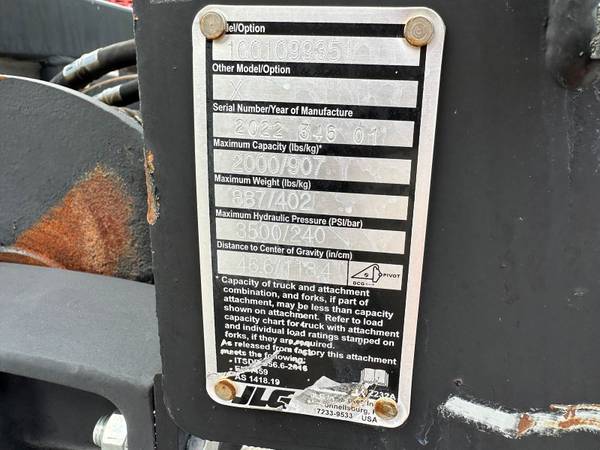 el/Option
1001099351
Other Model/Option
X
Serial Number/Year of Manufacture
2022 346 011
Maximum Capacity (lbs/kg)*
2000/907
Maximum Weight (lbs/kg)
887/402
Maximum Hydraulic Pressure (PSI/bar)
3500/240
Distance to Center of Gravity (in/cm)
PIVOT
DCG
* Capacity of truck and attachment
combination, and forks, if part of
attachment, may be less than capacity
shown on attachment. Refer to load
capacity chart for truck with attachment
and individual load ratings stamped on
forks, if they are required.
As released from factory this attachment
meets the following:
AS 1418.19
JLG
USA